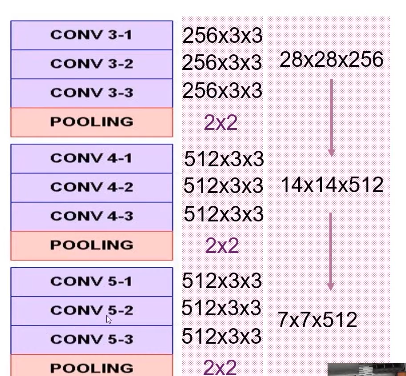 CONV 3-1 256x3x3
CONV 3-2 256x3x3 28x28x256
CONV 3-3 256x3x3
POOLING 2x2
CONV 4-1 512x3x3
CONV 4-2 512x3x3 14x14x512
CONV 4-3 512x3x3
POOLING 2x2
CONV 5-1 512x3x3
CONV 5-2 512x3x3 7x7x512
CONV 5-3 512x3x3
POOLING 2x2